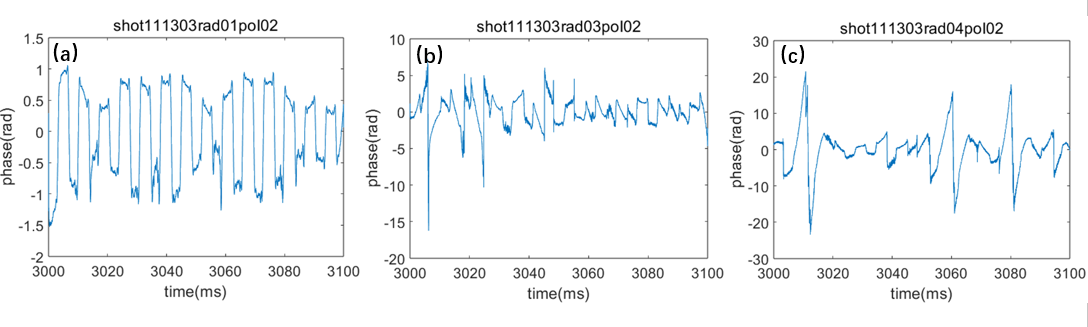 shot111303rad01pol02
(a)
1.5
1
0.5
0
-0.5
-1
-1.5
-2
phase(rad)
3000 3020 3040 3060 3080 3100
time(ms)
shot111303rad03pol02
(b)
10
5
0
-5
-10
-15
-20
phase(rad)
3000 3020 3040 3060 3080 3100
time(ms)
shot111303rad04pol02
(c)
30
20
10
0
-10
-20
-30
phase(rad)
3000 3020 3040 3060 3080 3100
time(ms)